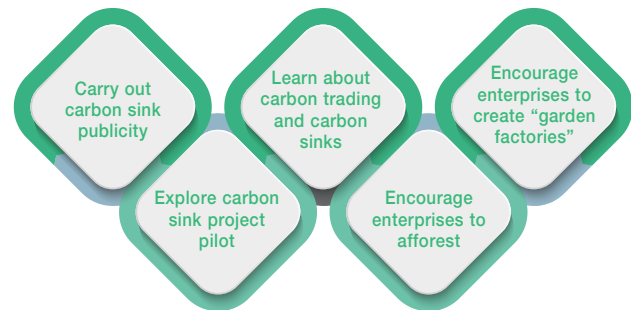 Carry out
carbon sink
publicity
Explore carbon
sink project
pilot
Learn about
carbon trading
and carbon
sinks
Encourage
enterprises to
afforest
Encourage
enterprises to
create “garden
factories”